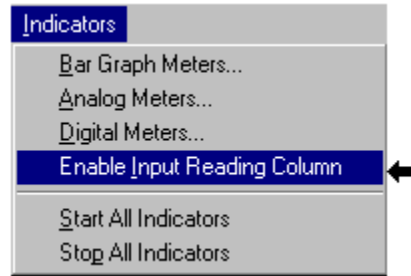 Indicators
Bar Graph Meters...
Analog Meters...
Digital Meters...
Enable Input Reading Column
Start All Indicators
Stop All Indicators